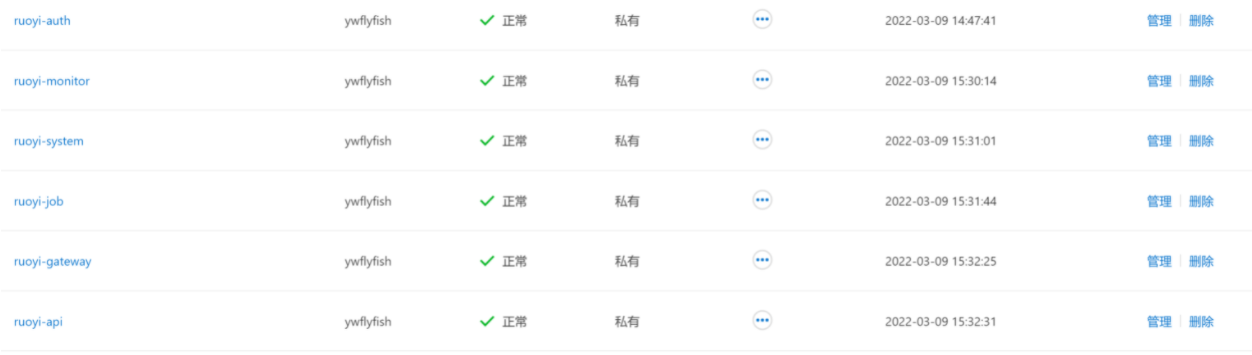 ruoyi-auth ywflyfish 正常 私有 2022-03-09 14:47:41 管理 删除
ruoyi-monitor ywflyfish 正常 私有 2022-03-09 15:30:14 管理 删除
ruoyi-system ywflyfish 正常 私有 2022-03-09 15:31:01 管理 删除
ruoyi-job ywflyfish 正常 私有 2022-03-09 15:31:44 管理 删除
ruoyi-gateway ywflyfish 正常 私有 2022-03-09 15:32:25 管理 删除
ruoyi-api ywflyfish 正常 私有 2022-03-09 15:32:31 管理 删除